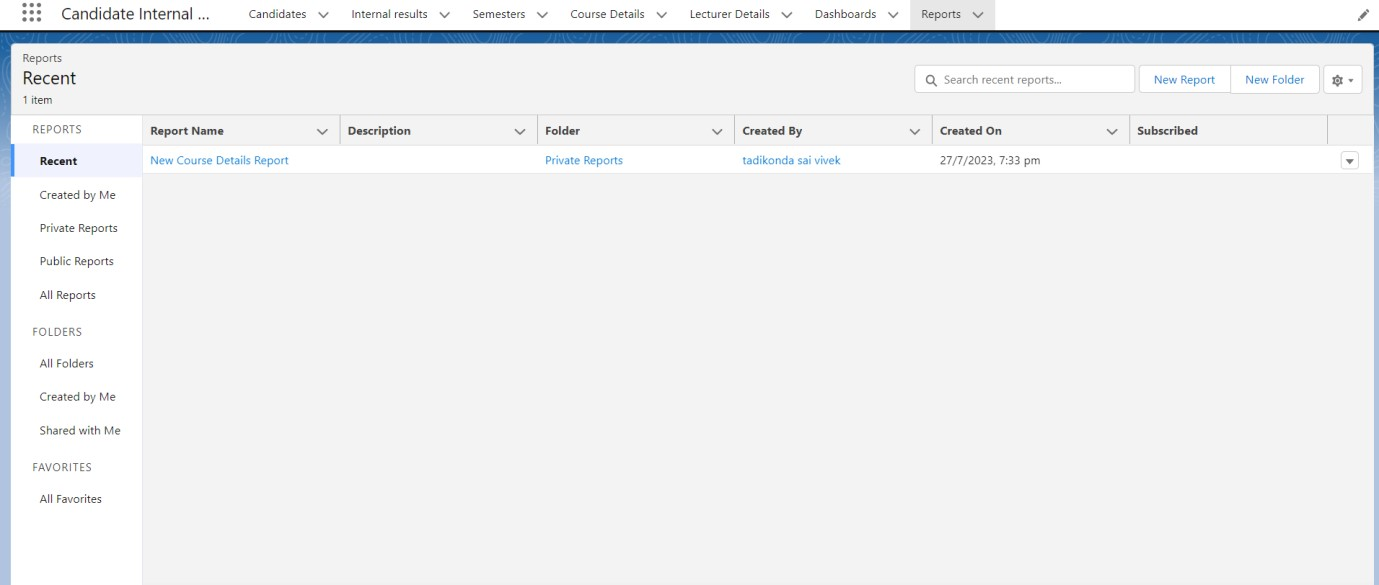 Candidate Internal ... Candidates Internal results Semesters Course Details Lecturer Details Dashboards Reports
Reports
Recent
1 item
Search recent reports...
New Report
New Folder
REPORTS
Recent
Created by Me
Private Reports
Public Reports
All Reports
FOLDERS
All Folders
Created by Me
Shared with Me
FAVORITES
All Favorites
Report Name Description Folder Created By Created On Subscribed
New Course Details Report Private Reports tadikonda sai vivek 27/7/2023, 7:33 pm